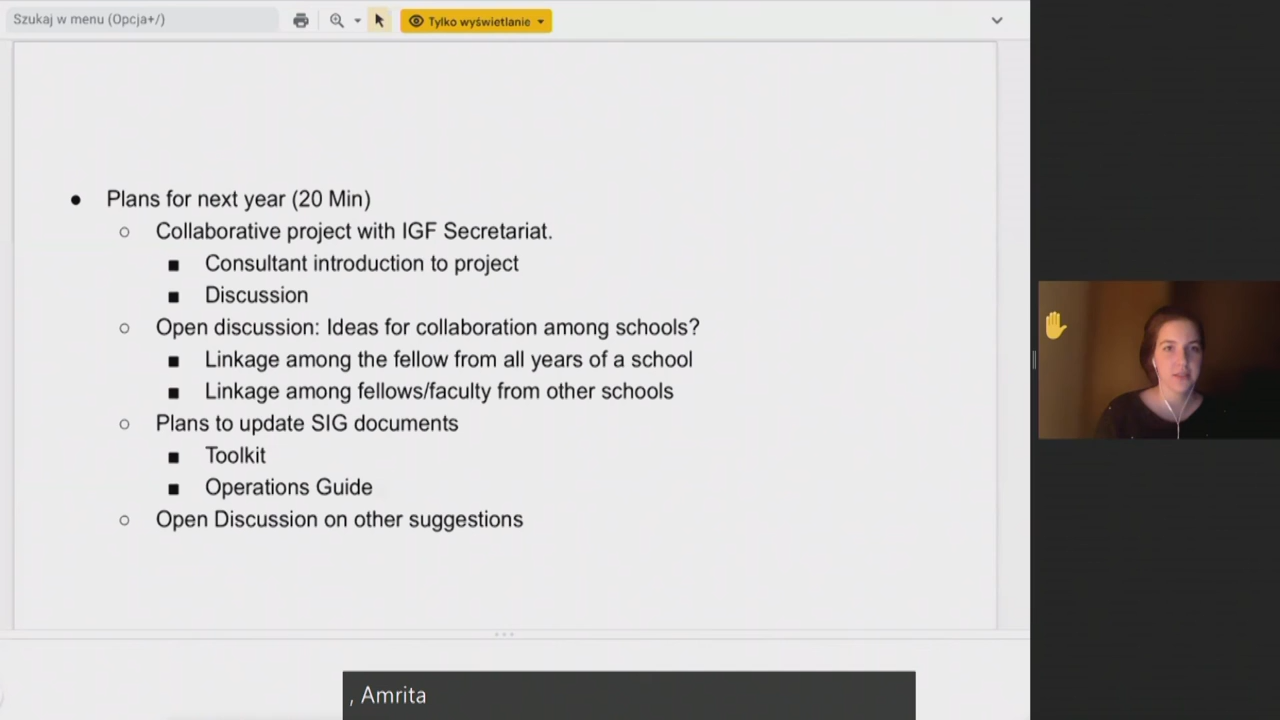 Szukaj w menu (Opcja+/)
Tylko wyświetlanie
● Plans for next year (20 Min)
○ Collaborative project with IGF Secretariat.
■ Consultant introduction to project
■ Discussion
○ Open discussion: Ideas for collaboration among schools?
■ Linkage among the fellow from all years of a school
■ Linkage among fellows/faculty from other schools
○ Plans to update SIG documents
■ Toolkit
■ Operations Guide
○ Open Discussion on other suggestions
, Amrita